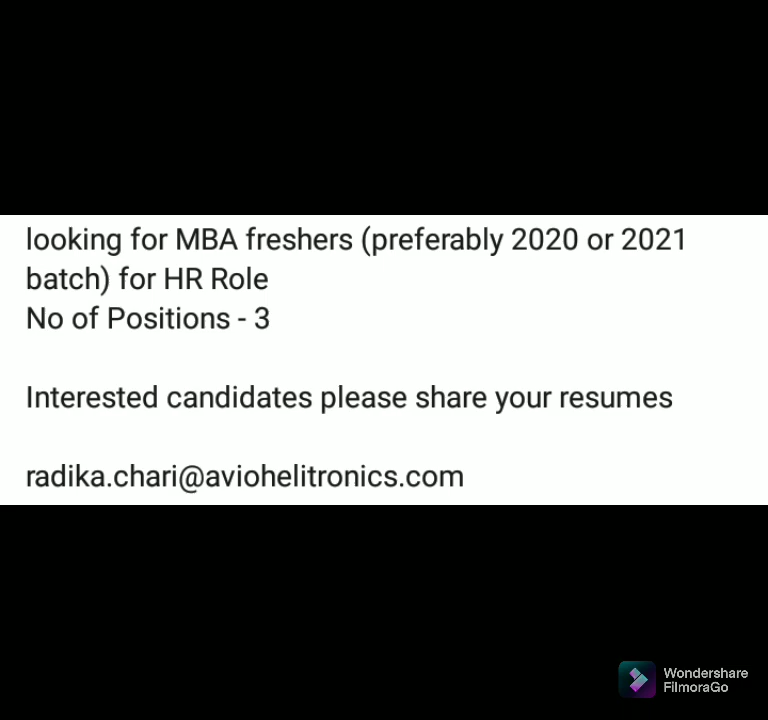 looking for MBA freshers (preferably 2020 or 2021
batch) for HR Role
No of Positions - 3
Interested candidates please share your resumes
radika.chari@aviohelitronics.com
Wondershare
FilmoraGo